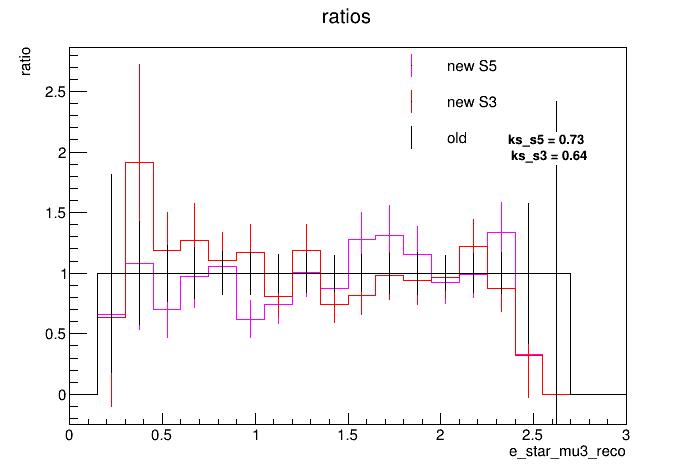 ratios
ratio
new S5
new S3
old
ks_s5 = 0.73
ks_s3 = 0.64
2.5
2
1.5
1
0.5
0
0 0.5 1 1.5 2 2.5 3
e_star_mu3_reco